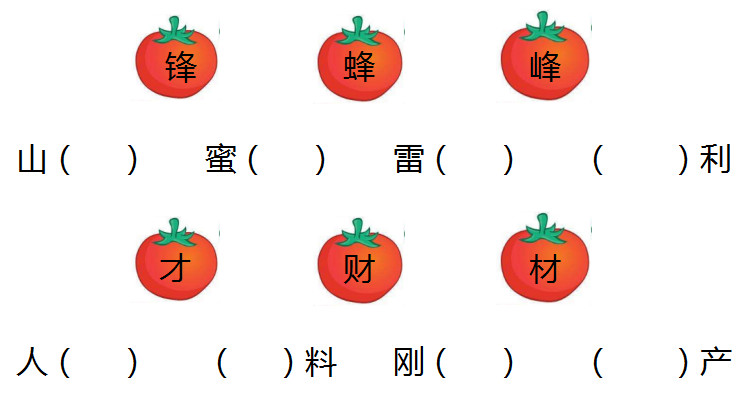 锋 蜂 峰
山( ) 蜜( ) 雷( ) ( )利
才 财 材
人( ) ( )料 刚( ) ( )产